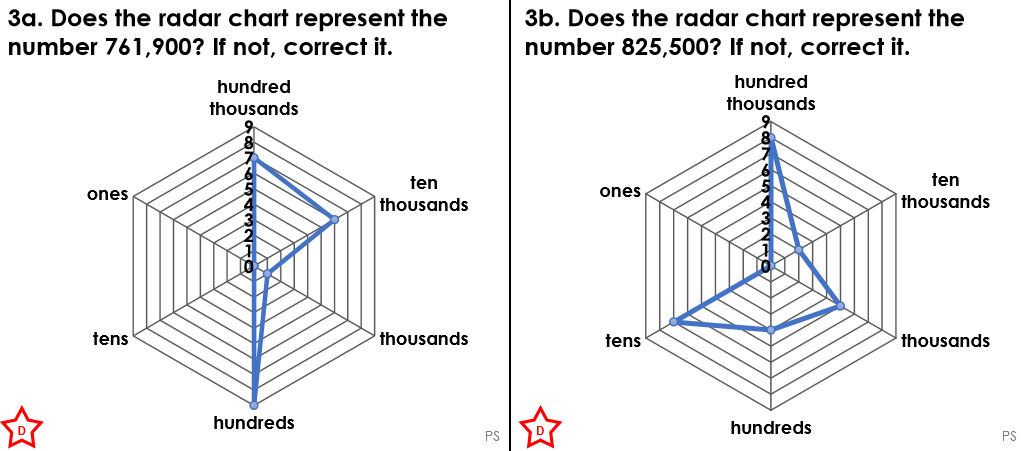 3a. Does the radar chart represent the
number 761,900? If not, correct it.
hundred
thousands
9
8
7
6
5
4
3
2
1
0
ten
thousands
thousands
hundreds
tens
ones
D
PS
3b. Does the radar chart represent the
number 825,500? If not, correct it.
hundred
thousands
9
8
7
6
5
4
3
2
1
0
ten
thousands
thousands
hundreds
tens
ones
D
PS